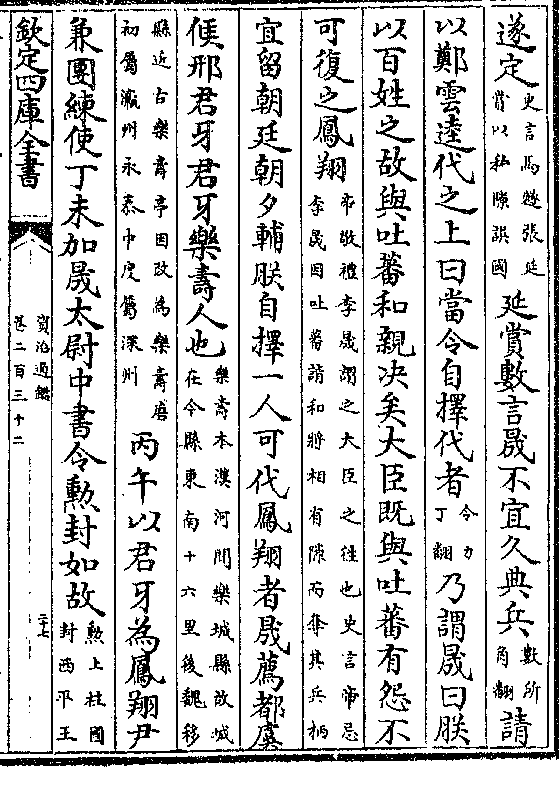 遂定史言馬燧張延賞以私隙誤國延賞數言晟不宜久典兵數所角翻請
以鄭雲逵代之上曰當令自擇代者令力丁翻乃謂晟曰朕
以百姓之故與吐蕃和親决矣大臣既與吐蕃有怨不
可復之鳳翔帝敬禮李晟謂之大臣之徃也史言帝忌李晟因吐蕃請和將相有隙而奪其兵柄
宜留朝廷朝夕輔朕自擇一人可代鳳翔者晟薦都虞
候邢君牙君牙樂壽人也樂壽本漢河間樂城縣故城在今縣東南十六里後魏移
縣近古樂壽亭因改為樂壽唐初屬瀛州永泰中度屬深州丙午以君牙為鳳翔尹
兼團練使丁未加晟太尉中書令勲封如故勲上柱國封西平王
欽定四庫全書
資治通鑑
卷二百三十二
二十七